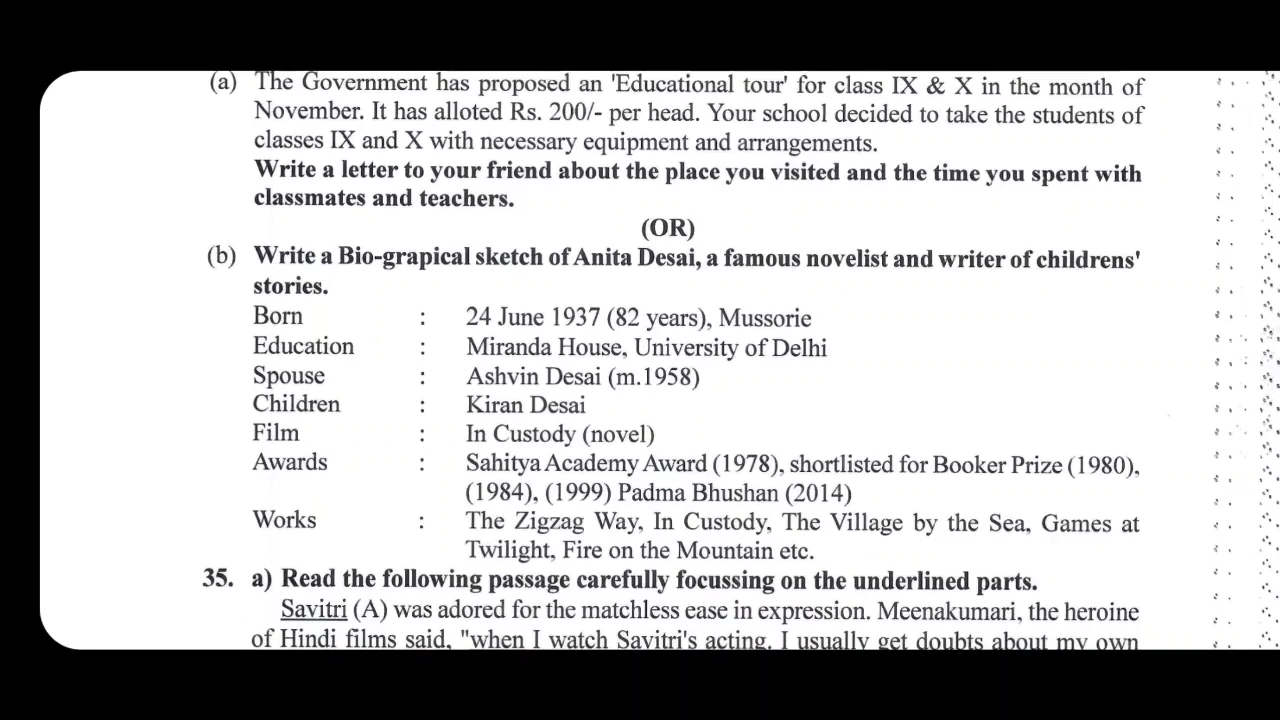 (a) The Government has proposed an 'Educational tour' for class IX & X in the month of
November. It has alloted Rs. 200/- per head. Your school decided to take the students of
classes IX and X with necessary equipment and arrangements.
Write a letter to your friend about the place you visited and the time you spent with
classmates and teachers.
(OR)
(b) Write a Bio-grapical sketch of Anita Desai, a famous novelist and writer of childrens'
stories.
Born : 24 June 1937 (82 years), Mussorie
Education : Miranda House, University of Delhi
Spouse : Ashvin Desai (m.1958)
Children : Kiran Desai
Film : In Custody (novel)
Awards : Sahitya Academy Award (1978), shortlisted for Booker Prize (1980),
(1984), (1999) Padma Bhushan (2014)
Works : The Zigzag Way, In Custody, The Village by the Sea, Games at
Twilight, Fire on the Mountain etc.
35. a) Read the following passage carefully focussing on the underlined parts.
Savitri (A) was adored for the matchless ease in expression. Meenakumari, the heroine
of Hindi films said, "when I watch Savitri's acting, I usually get doubts about my own